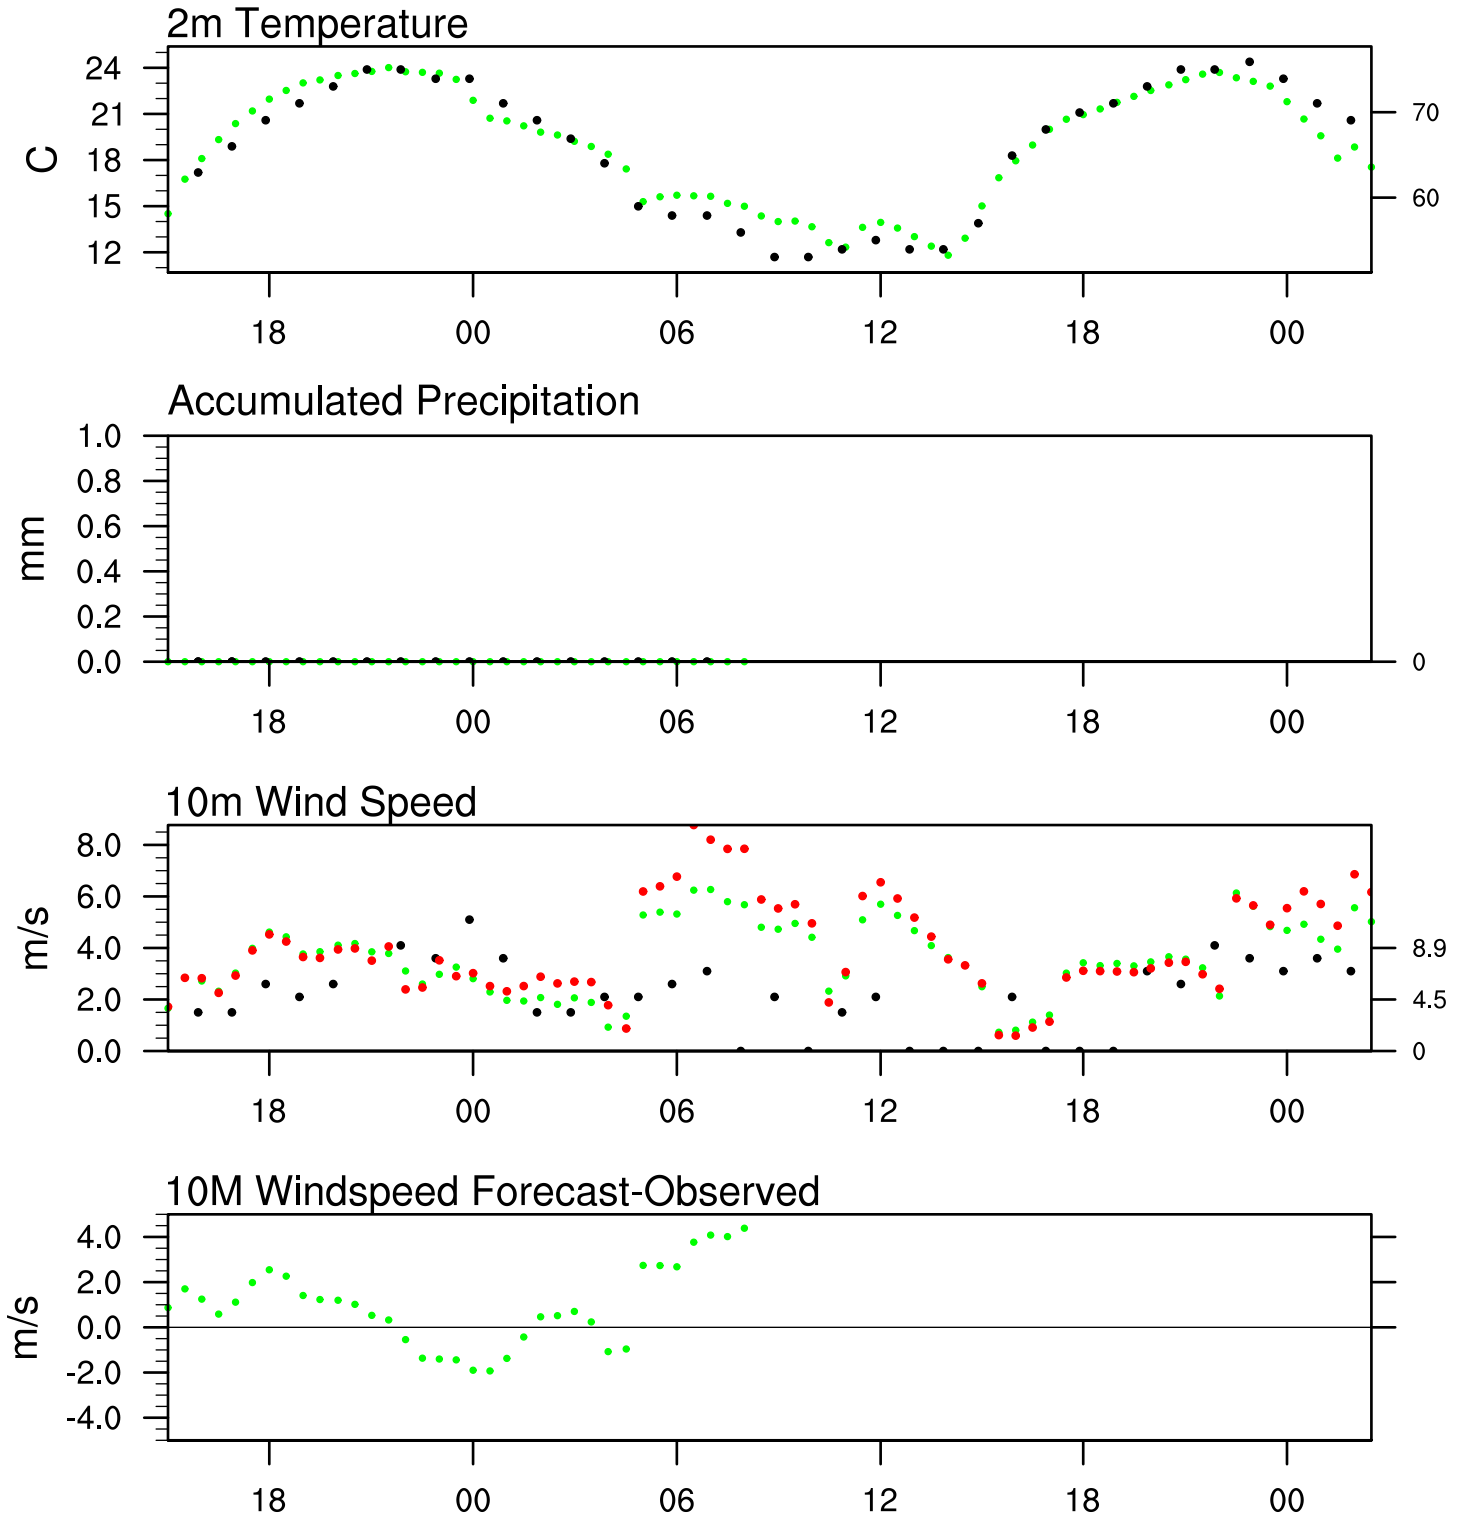 2m Temperature
24
21
18
15
12
C
70
60
18 00 06 12 18 00
Accumulated Precipitation
1.0
0.8
0.6
0.4
0.2
0.0
mm
0
18 00 06 12 18 00
10m Wind Speed
8.0
6.0
4.0
2.0
0.0
m/s
8.9
4.5
0
18 00 06 12 18 00
10M Windspeed Forecast-Observed
4.0
2.0
0.0
-2.0
-4.0
m/s
18 00 06 12 18 00